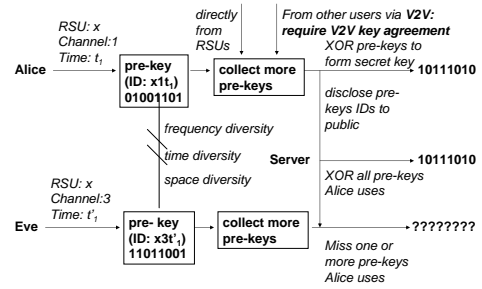 directly
from
RSUs
From other users via V2V:
require V2V key agreement
RSU: x
Channel:1
Time: t1
Alice
pre-key
(ID: x1t1)
01001101
collect more
pre-keys
XOR pre-keys to
form secret key
10111010
disclose pre-
keys IDs to
public
frequency diversity
time diversity
space diversity
Server
10111010
XOR all pre-keys
Alice uses
RSU: x
Channel:3
Time: t'1
Eve
pre- key
(ID: x3t'1)
11011001
collect more
pre-keys
????????
Miss one or
more pre-keys
Alice uses